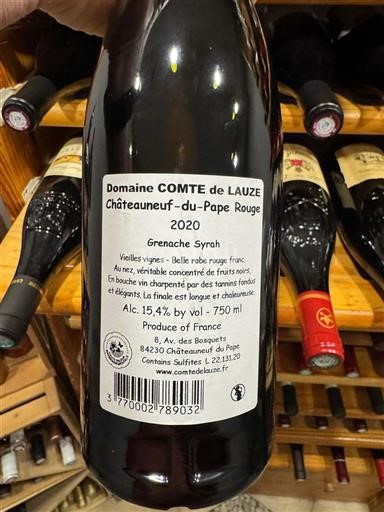 Domaine COMTE de LAUZE
Châteauneuf-du-Pape Rouge
2020
Grenache Syrah
Vieilles vignes - Belle robe rouge franc.
Au nez, véritable concentré de fruits noirs,
En bouche vin charpenté par des tannins fondus
et élégants. La finale est longue et chaleureuse.
Alc. 15,4% by vol - 750 ml
Produce of France
8, Av. des Bosquets
84230 Châteauneuf du Pape
Contains Sulfites L 22.131.20
www.comtedelauze.fr
3 770002 789032